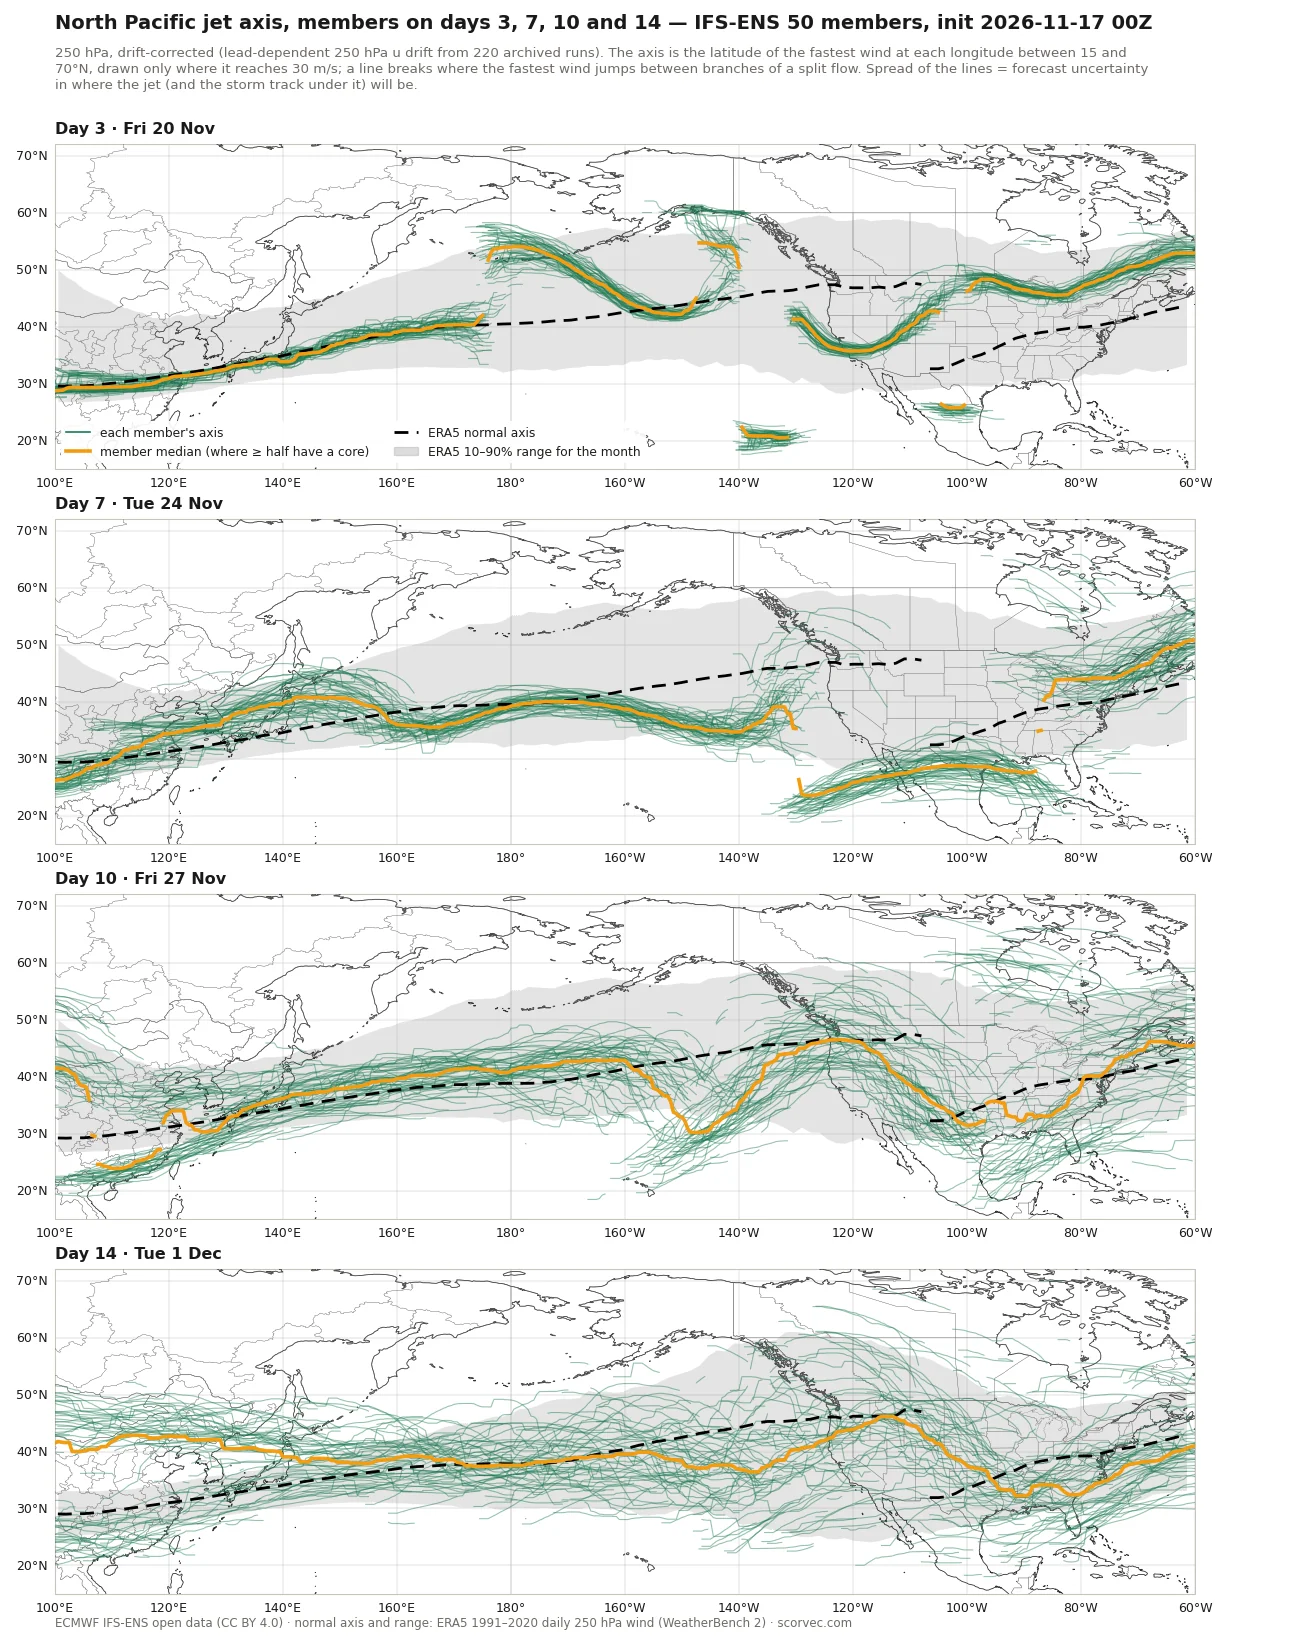 North Pacific jet axis, members on days 3, 7, 10 and 14 — IFS-ENS 50 members, init 2026-11-17 00Z
250 hPa, drift-corrected (lead-dependent 250 hPa u drift from 220 archived runs). The axis is the latitude of the fastest wind at each longitude between 15 and
70°N, drawn only where it reaches 30 m/s; a line breaks where the fastest wind jumps between branches of a split flow. Spread of the lines = forecast uncertainty
in where the jet (and the storm track under it) will be.
Day 3 · Fri 20 Nov
70°N
60°N
50°N
40°N
30°N
20°N
each member's axis
member median (where ≥ half have a core)
ERA5 normal axis
ERA5 10–90% range for the month
100°E 120°E 140°E 160°E 180° 160°W 140°W 120°W 100°W 80°W 60°W
Day 7 · Tue 24 Nov
70°N
60°N
50°N
40°N
30°N
20°N
100°E 120°E 140°E 160°E 180° 160°W 140°W 120°W 100°W 80°W 60°W
Day 10 · Fri 27 Nov
70°N
60°N
50°N
40°N
30°N
20°N
100°E 120°E 140°E 160°E 180° 160°W 140°W 120°W 100°W 80°W 60°W
Day 14 · Tue 1 Dec
70°N
60°N
50°N
40°N
30°N
20°N
100°E 120°E 140°E 160°E 180° 160°W 140°W 120°W 100°W 80°W 60°W
ECMWF IFS-ENS open data (CC BY 4.0) · normal axis and range: ERA5 1991–2020 daily 250 hPa wind (WeatherBench 2) · scorvec.com